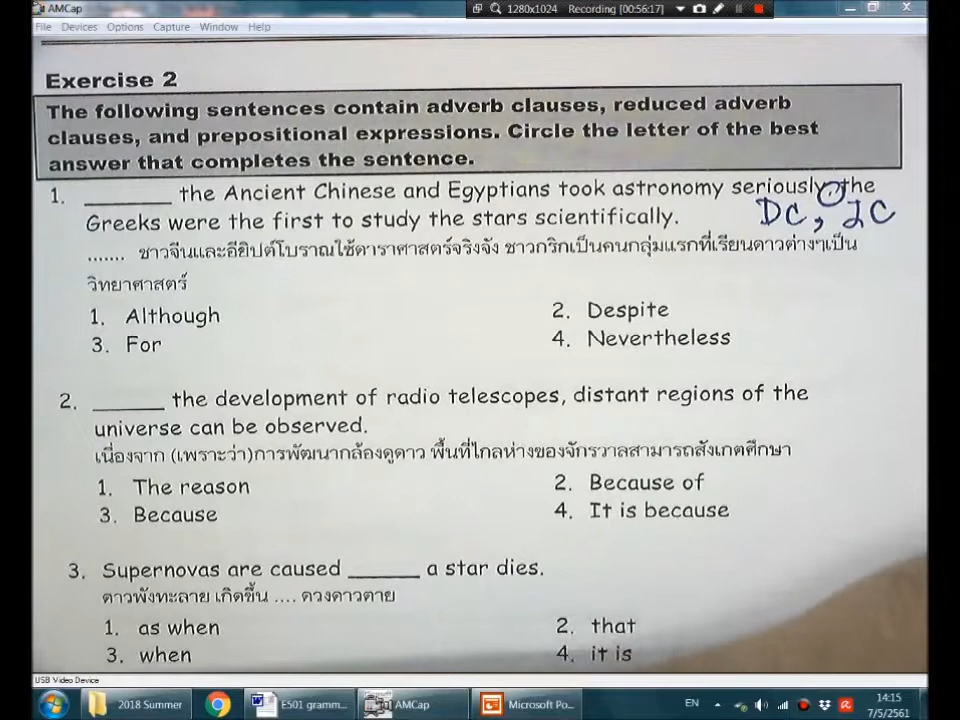 AMCap
1280x1024 Recording [00:56:17]
File Devices Options Capture Window Help
Exercise 2
The following sentences contain adverb clauses, reduced adverb
clauses, and prepositional expressions. Circle the letter of the best
answer that completes the sentence.
1. ________ the Ancient Chinese and Egyptians took astronomy seriously, the
Greeks were the first to study the stars scientifically.
DC, IC
....... ชาวจีนและอียิปต์โบราณใช้ดาราศาสตร์จริงจัง ชาวกรีกเป็นคนกลุ่มแรกที่เรียนดาวต่างๆเป็น
วิทยาศาสตร์
1. Although
2. Despite
3. For
4. Nevertheless
2. ______ the development of radio telescopes, distant regions of the
universe can be observed.
เนื่องจาก (เพราะว่า)การพัฒนากล้องดูดาว พื้นที่ไกลห่างของจักรวาลสามารถสังเกตศึกษา
1. The reason
2. Because of
3. Because
4. It is because
3. Supernovas are caused ______ a star dies.
ดาวพังทะลาย เกิดขึ้น .... ดวงดาวตาย
1. as when
2. that
3. when
4. it is
USB Video Device
2018 Summer
E501 gramm...
AMCap
Microsoft Po...
EN
14:15
7/5/2561